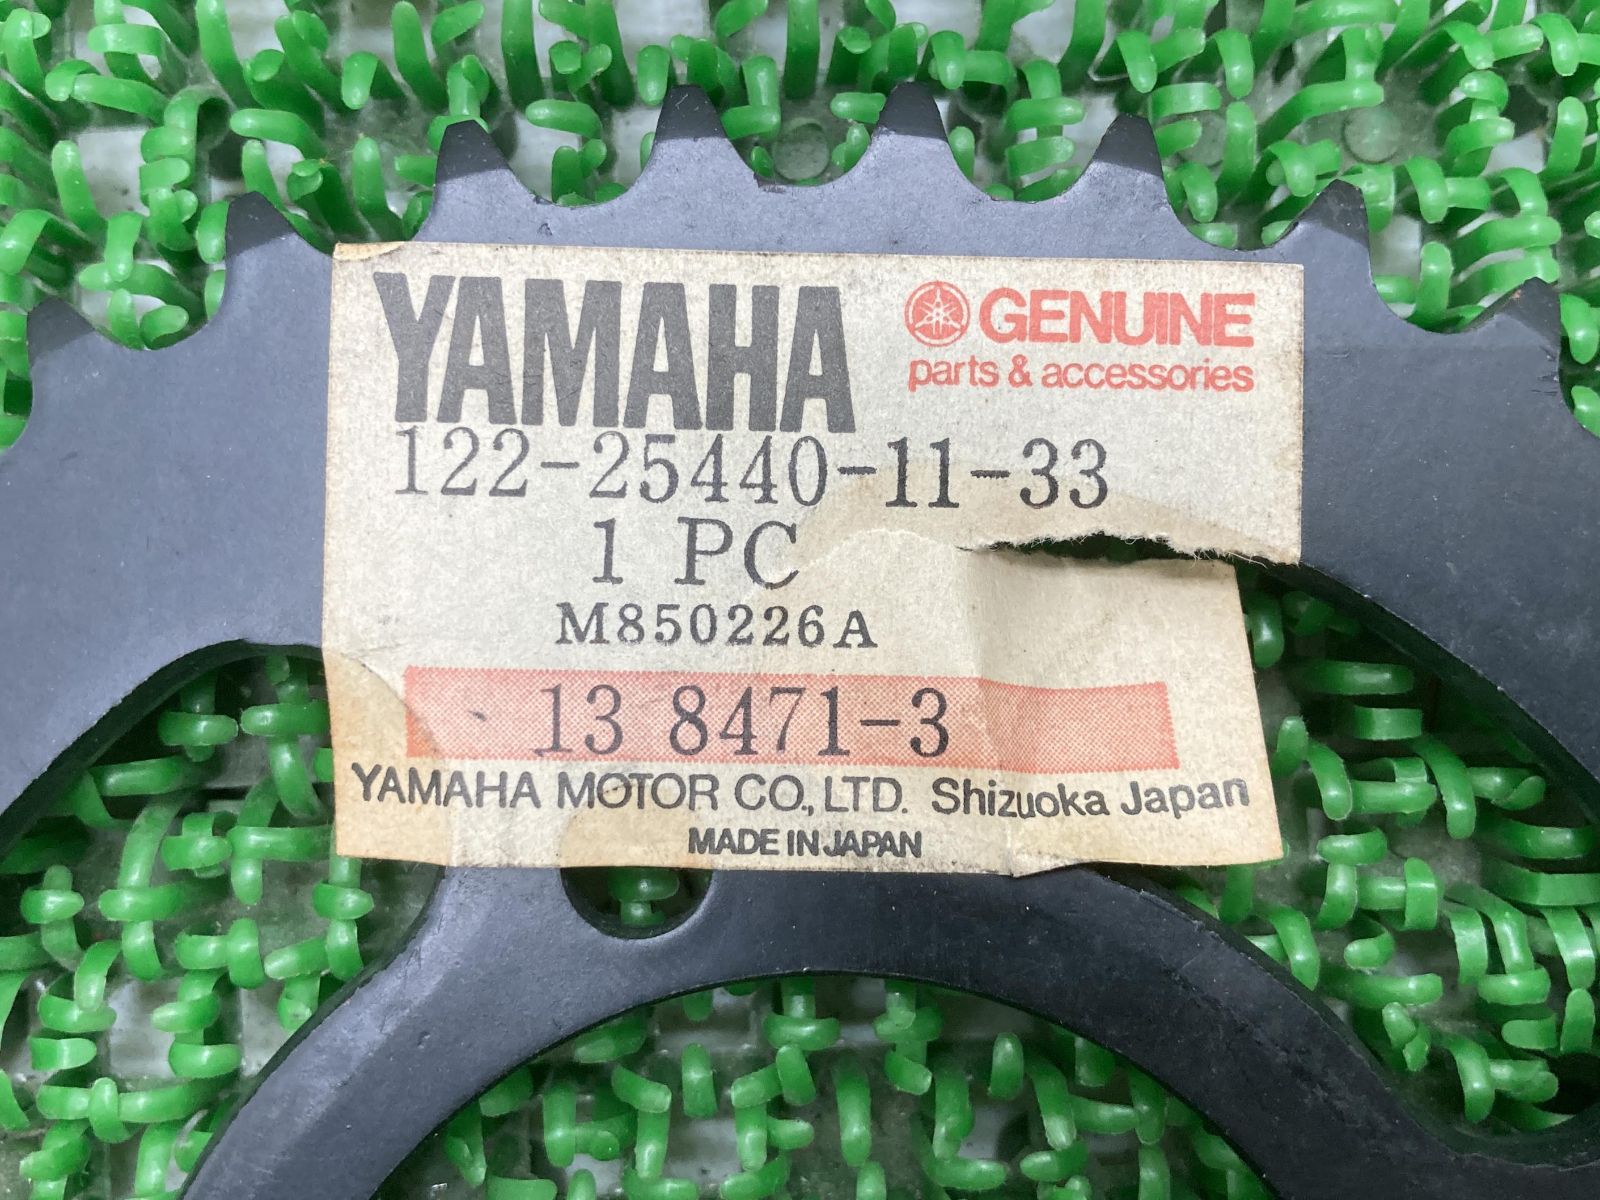 YAMAHA GENUINE
parts & accessories
122-25440-11-33
1 PC
M850226A
13 8471-3
YAMAHA MOTOR CO., LTD. Shizuoka Japan
MADE IN JAPAN